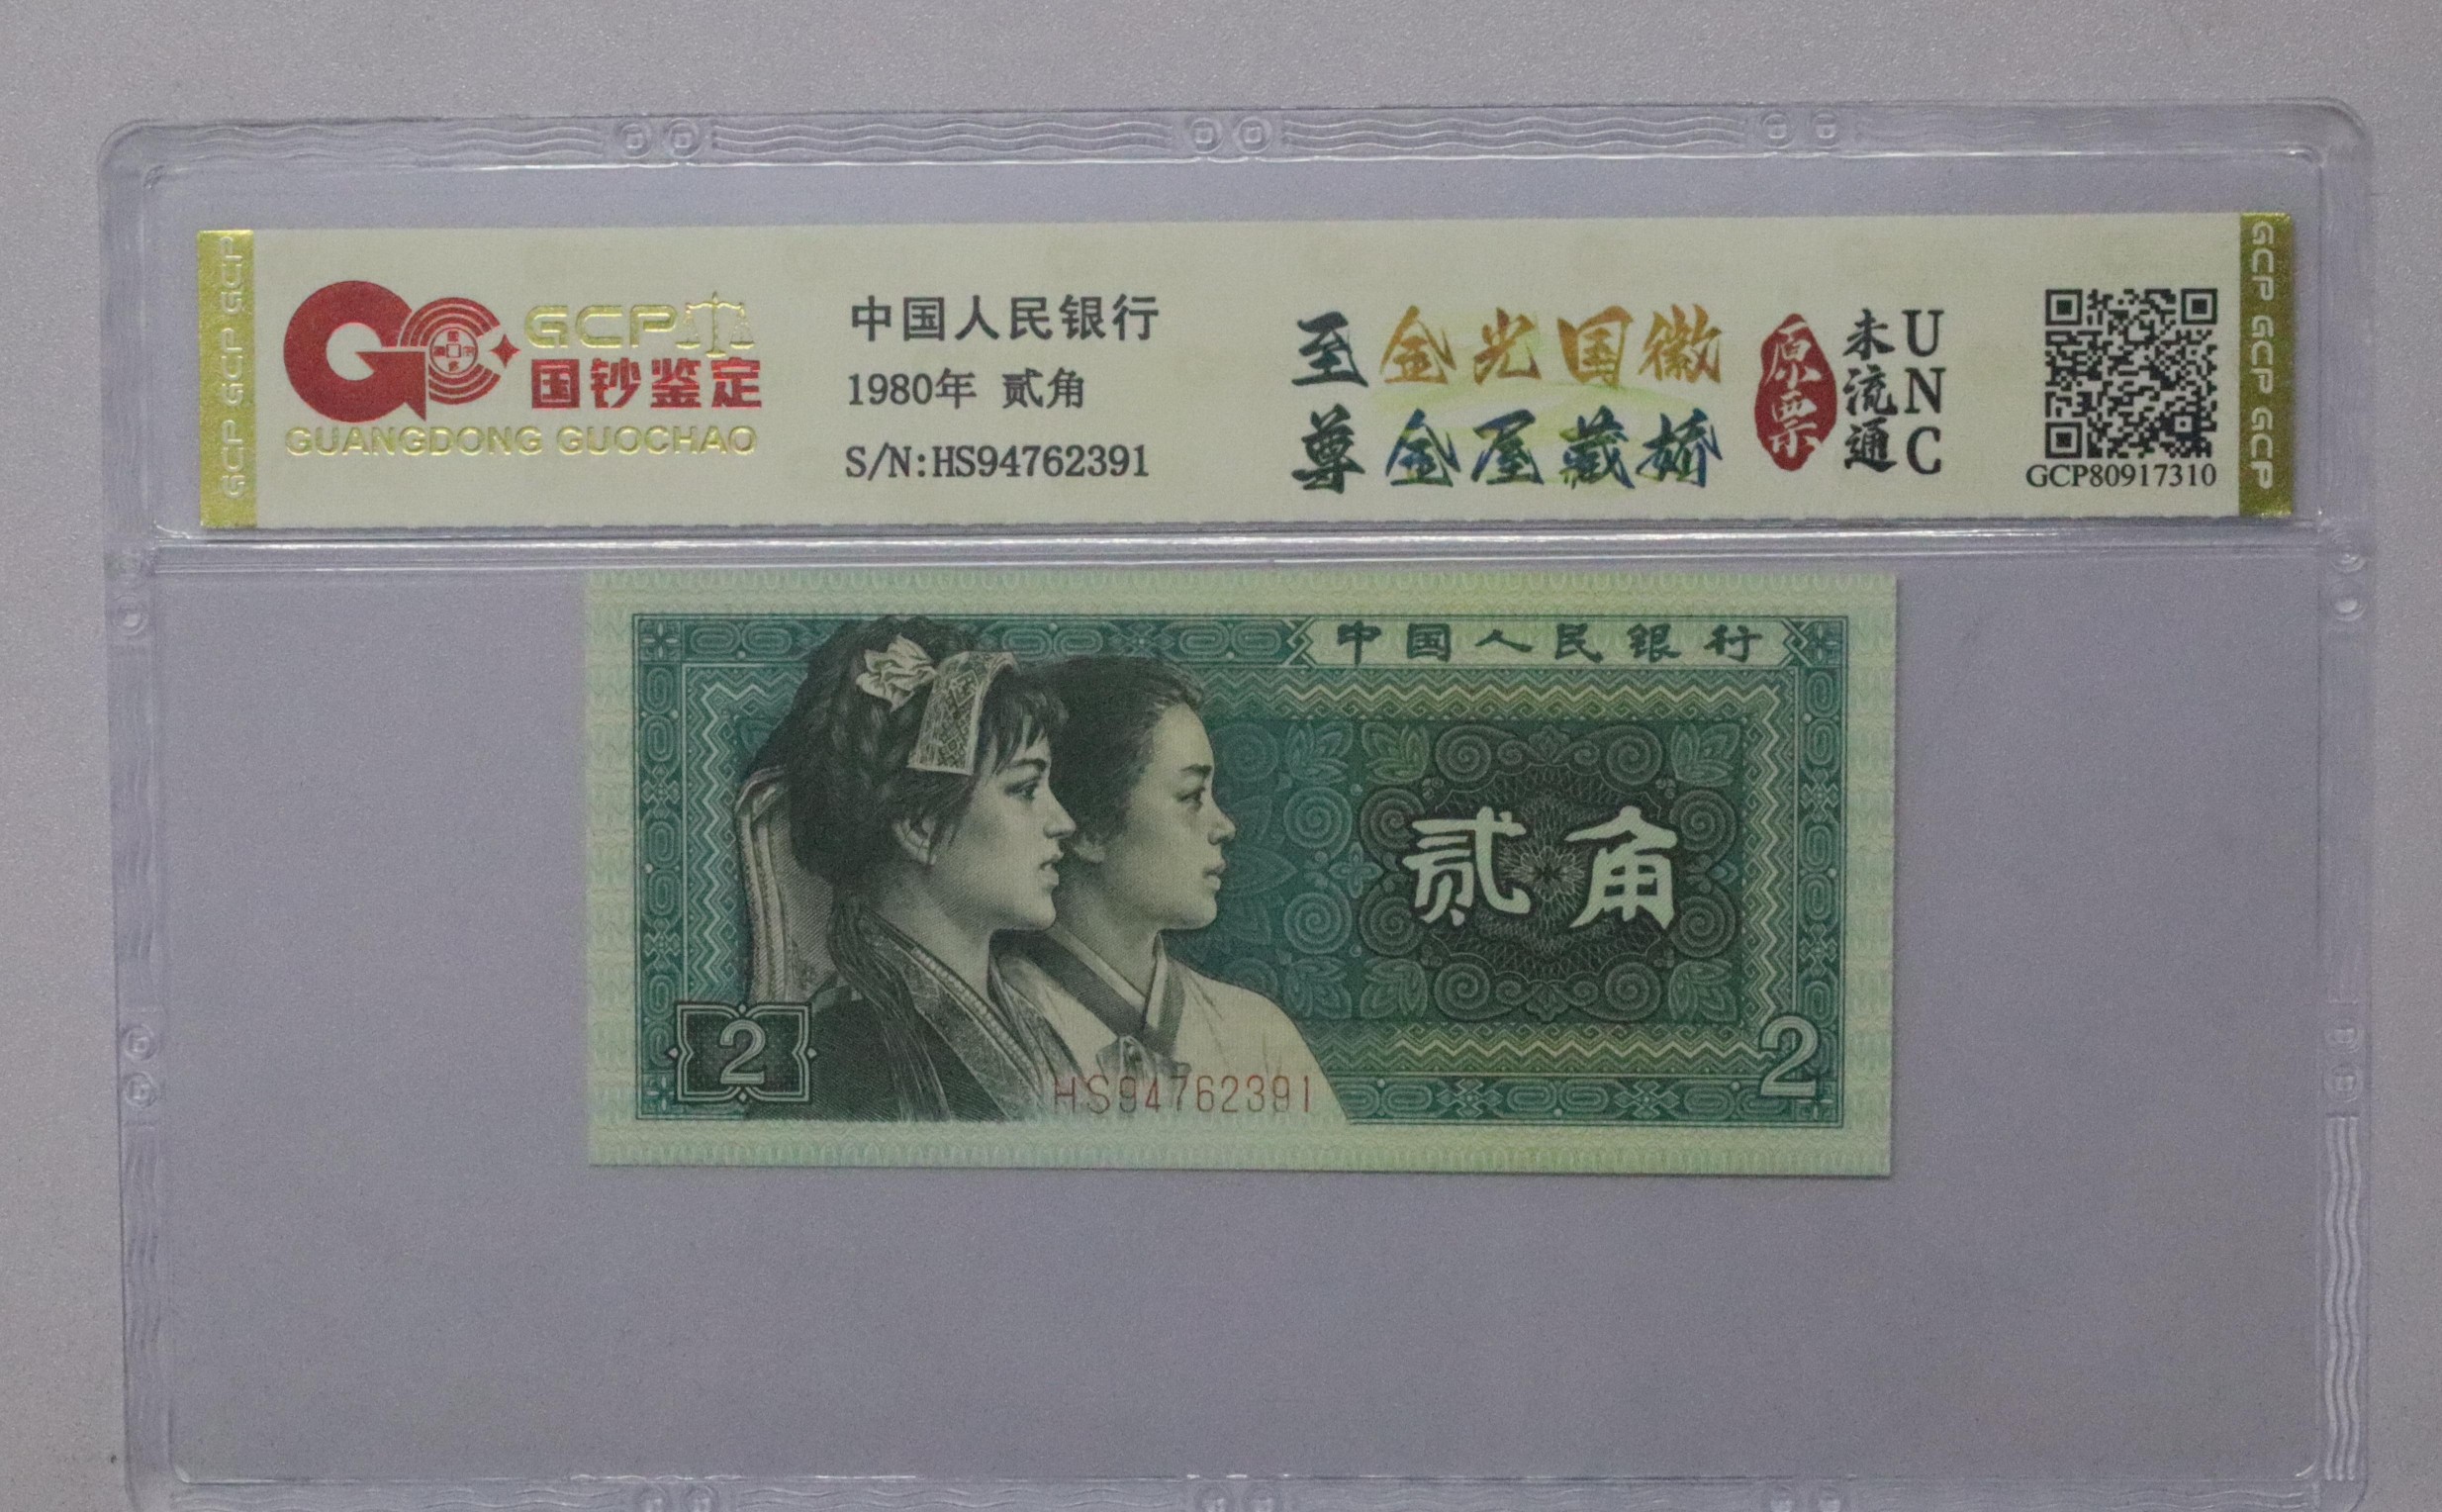 GCP GCP GCP
GCP
国钞鉴定
GUANGDONG GUOCHAO
中国人民银行
1980年 贰角
S/N:HS94762391
至尊
金光国徽
金屋藏娇
原票
未流通
UNC
GCP80917310
GCP GCP GCP
中国人民银行
贰角
2
HS94762391
2